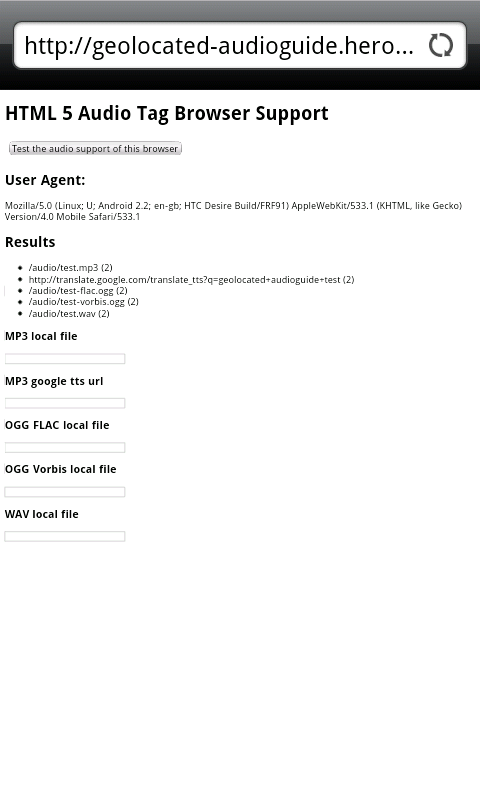 http://geolocated-audioguide.hero...
HTML 5 Audio Tag Browser Support
Test the audio support of this browser
User Agent:
Mozilla/5.0 (Linux; U; Android 2.2; en-gb; HTC Desire Build/FRF91) AppleWebKit/533.1 (KHTML, like Gecko)
Version/4.0 Mobile Safari/533.1
Results
/audio/test.mp3 (2)
http://translate.google.com/translate_tts?q=geolocated+audioguide+test (2)
/audio/test-flac.ogg (2)
/audio/test-vorbis.ogg (2)
/audio/test.wav (2)
MP3 local file
MP3 google tts url
OGG FLAC local file
OGG Vorbis local file
WAV local file